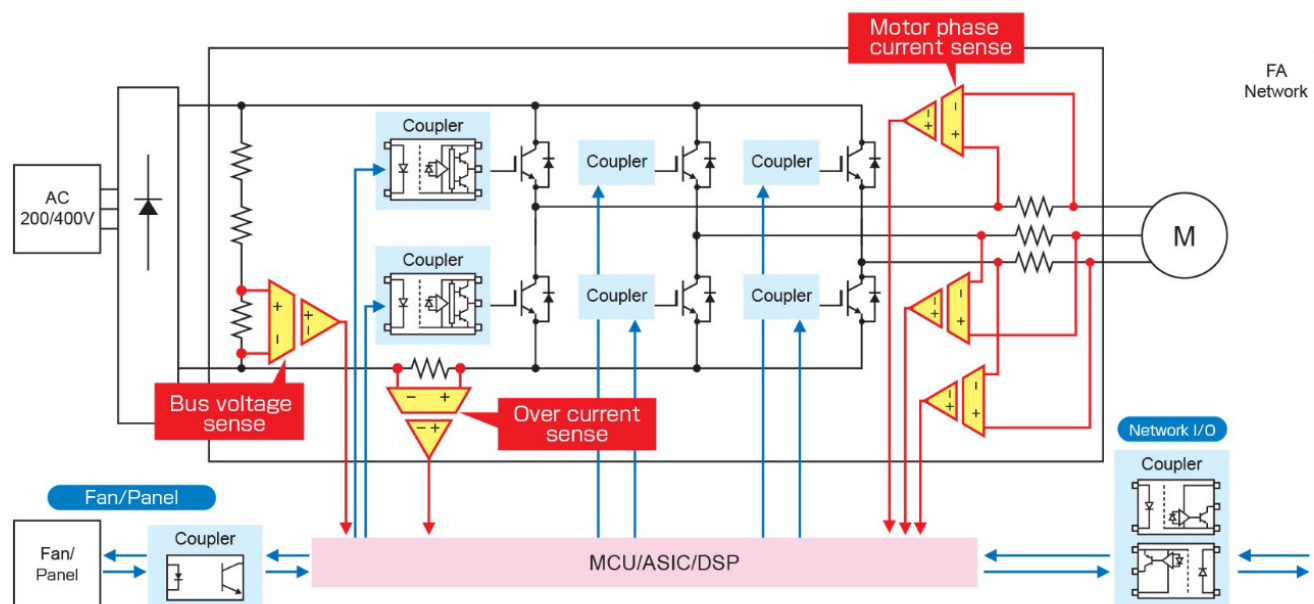 Motor phase
current sense
FA
Network
Coupler
Coupler
Coupler
AC
200/400V
M
Coupler
Coupler
Coupler
Bus voltage
sense
Over current
sense
Network I/O
Coupler
Fan/Panel
Coupler
Fan/
Panel
MCU/ASIC/DSP